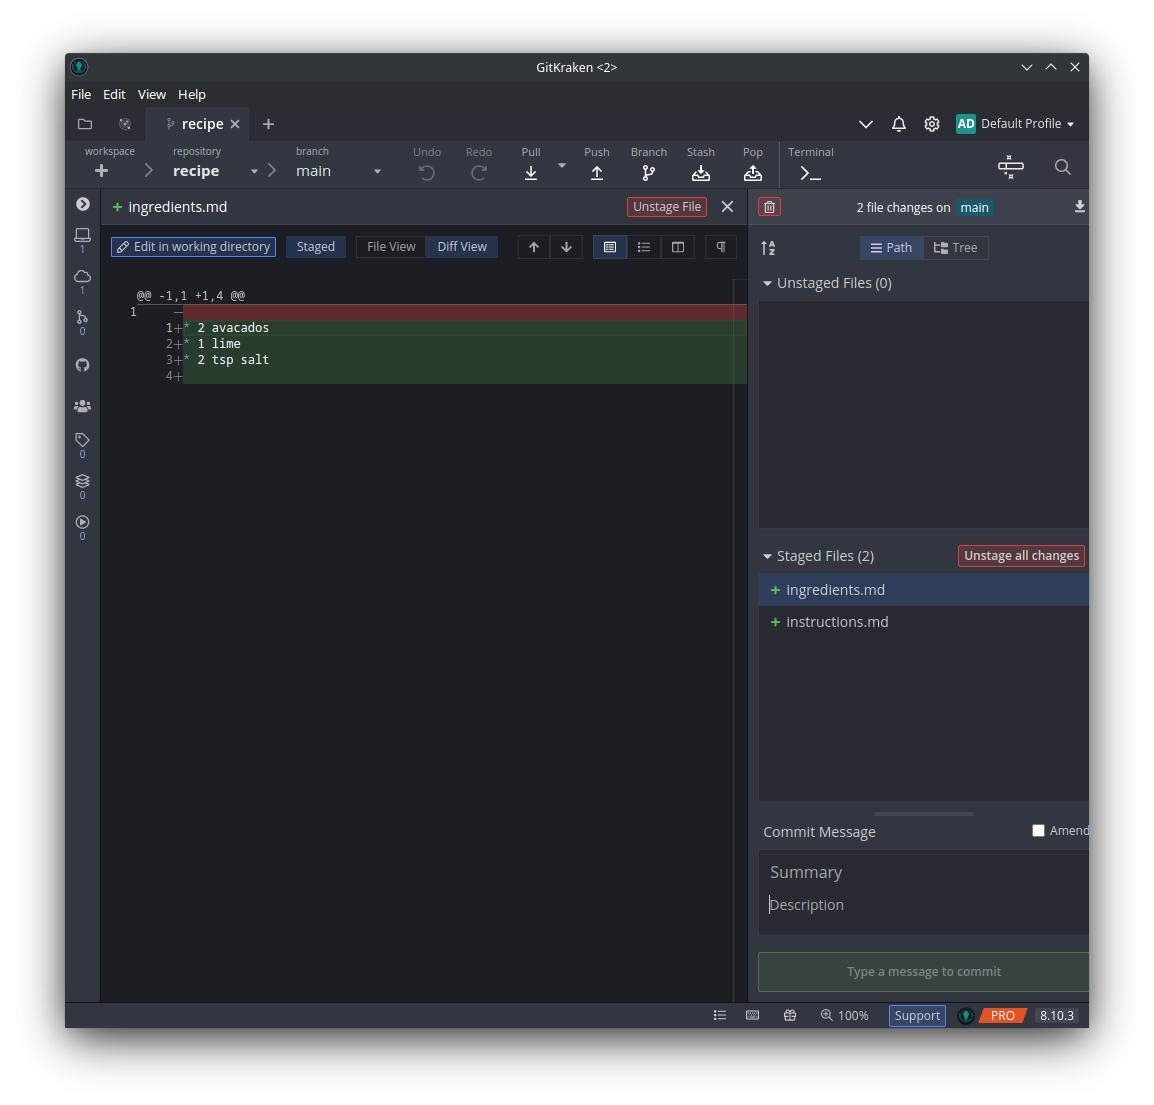 GitKraken <2>
File Edit View Help
recipe
AD Default Profile
workspace repository branch Undo Redo Pull Push Branch Stash Pop Terminal
recipe main
+ ingredients.md Unstage File
2 file changes on main
Edit in working directory Staged File View Diff View
Path Tree
1
1
0
0
0
0
Unstaged Files (0)
@@ -1,1 +1,4 @@
1 —
1+* 2 avacados
2+* 1 lime
3+* 2 tsp salt
4+
Staged Files (2) Unstage all changes
+ ingredients.md
+ instructions.md
Commit Message Amend
Summary
Description
Type a message to commit
100% Support PRO 8.10.3